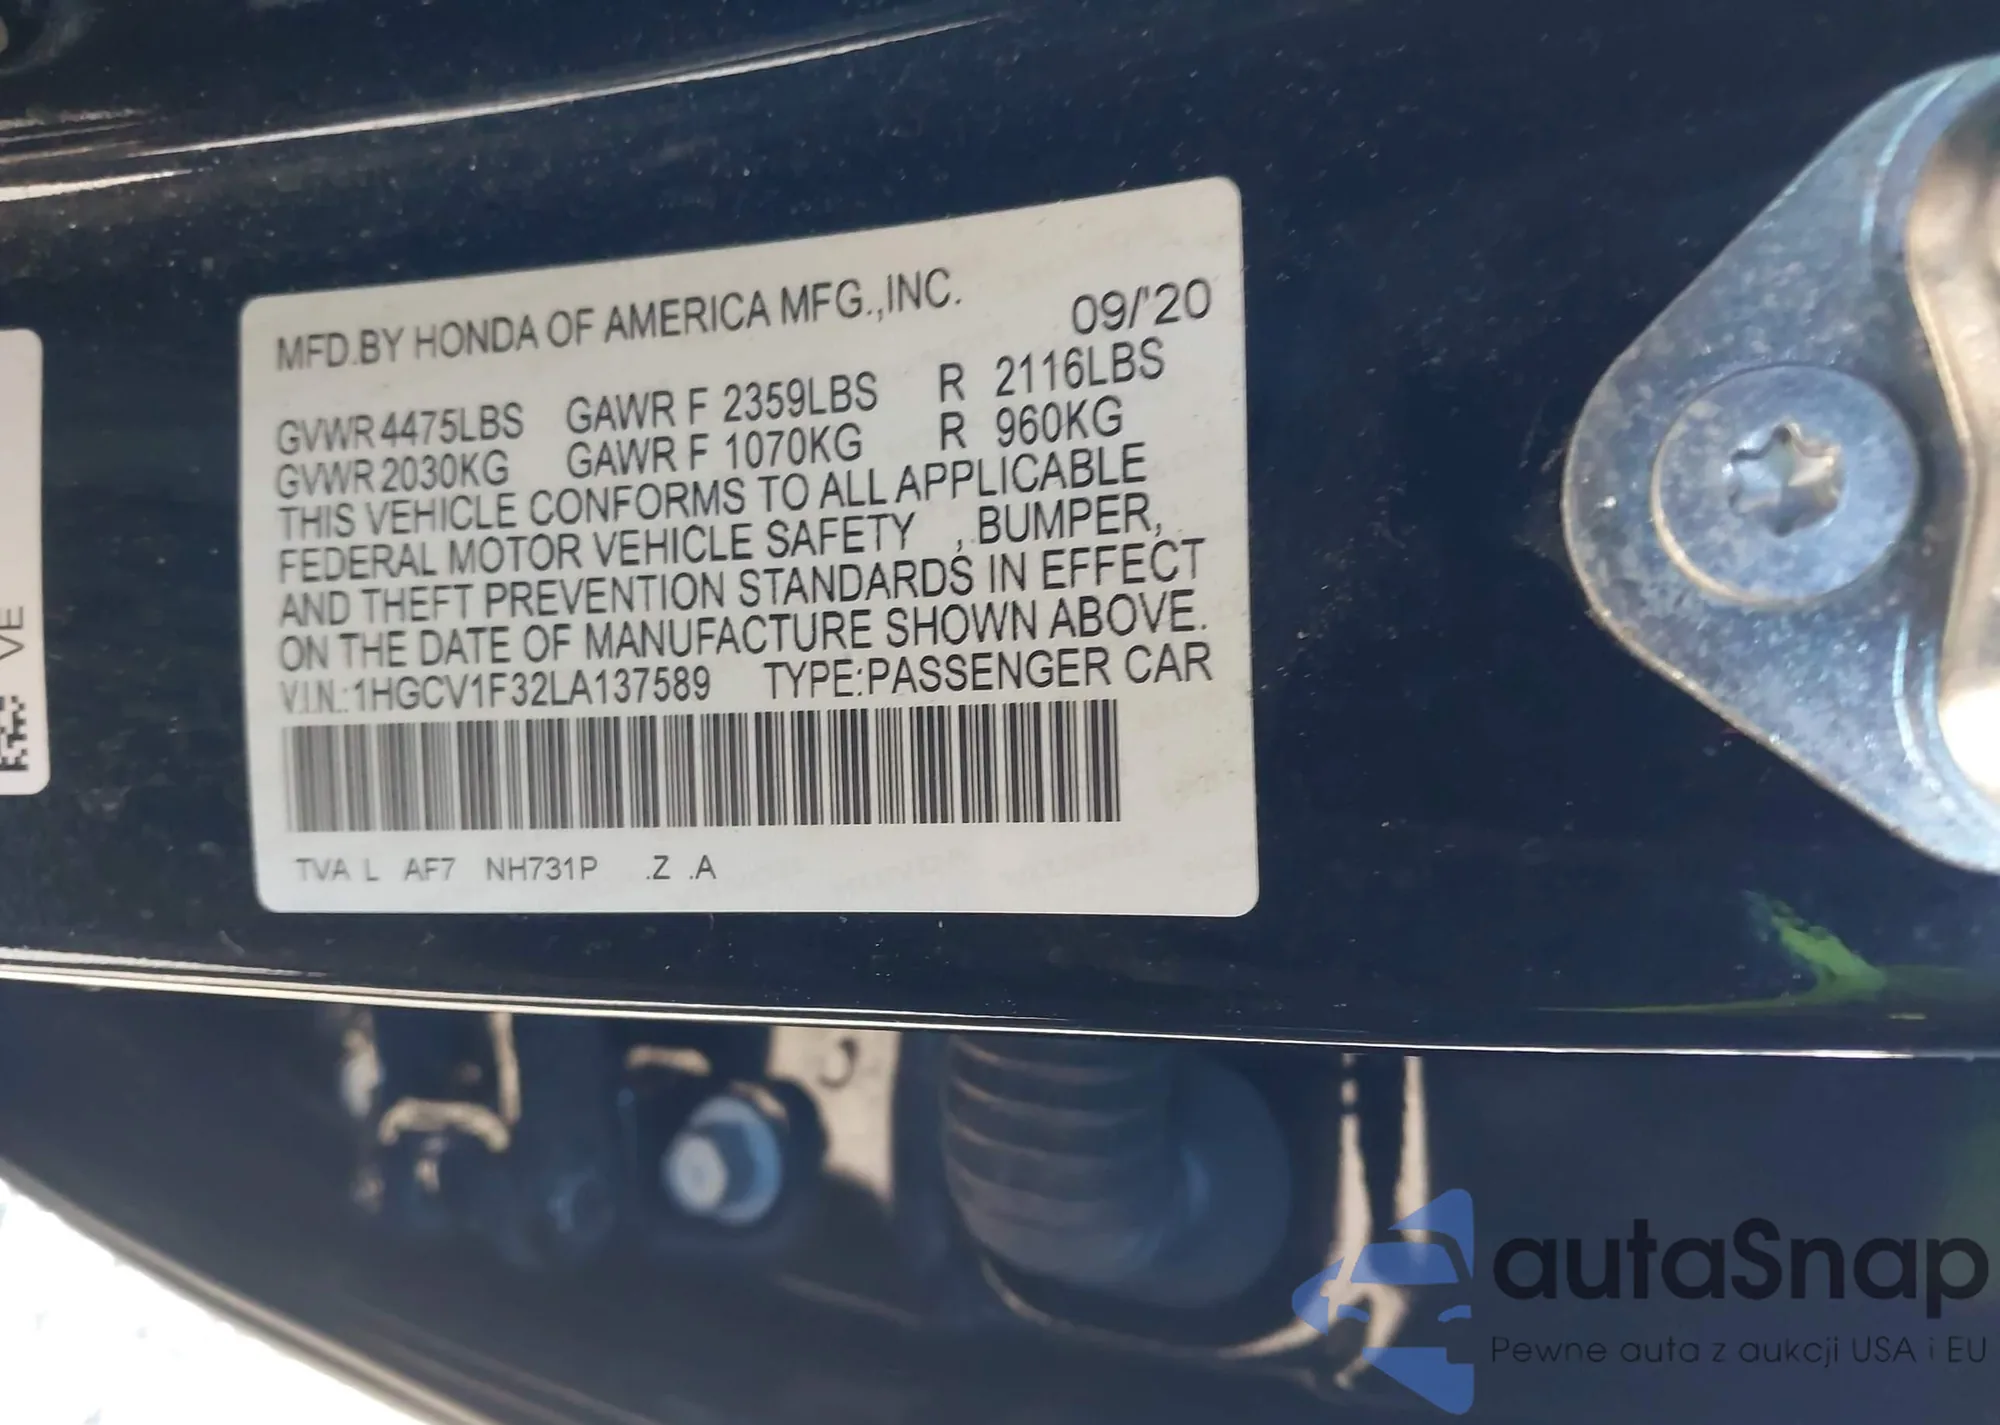 MFD.BY HONDA OF AMERICA MFG.,INC. 09/'20
GVWR 4475LBS GAWR F 2359LBS R 2116LBS
GVWR 2030KG GAWR F 1070KG R 960KG
THIS VEHICLE CONFORMS TO ALL APPLICABLE
FEDERAL MOTOR VEHICLE SAFETY , BUMPER,
AND THEFT PREVENTION STANDARDS IN EFFECT
ON THE DATE OF MANUFACTURE SHOWN ABOVE.
V.I.N.:1HGCV1F32LA137589 TYPE:PASSENGER CAR
TVA L AF7 NH731P .Z .A
VE
autaSnap
Pewne auta z aukcji USA i EU